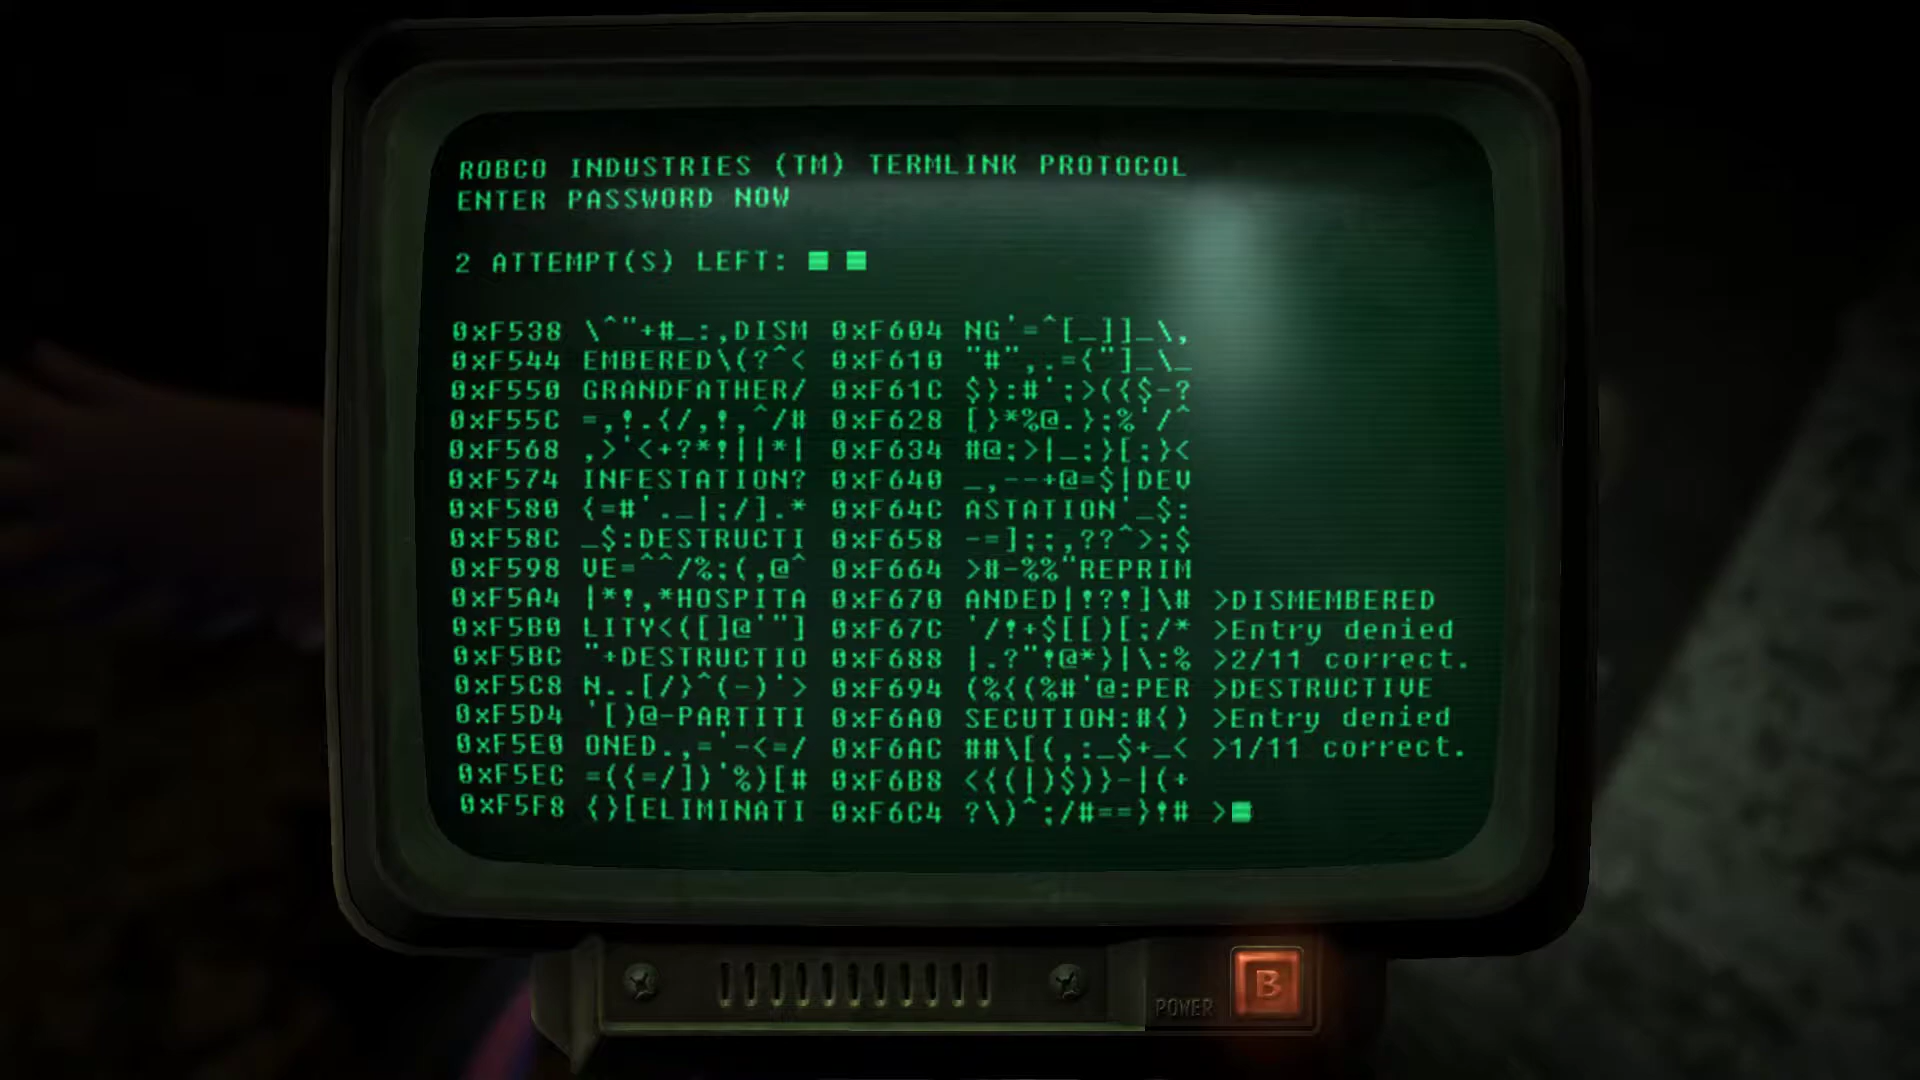 ROBCO INDUSTRIES (TM) TERMLINK PROTOCOL
ENTER PASSWORD NOW
2 ATTEMPT(S) LEFT: ■ ■
0xF538 \^"+#_:,DISM 0xF604 NG'=^[_]]_\,
0xF544 EMBERED\(?^< 0xF610 "#",.={"]_\_
0xF550 GRANDFATHER/ 0xF61C $}:#';>({$-?
0xF55C =,!.{/,!,^/# 0xF628 [}*%@.};%'/^
0xF568 ,>'<+?*!||*| 0xF634 #@;>|_;}[;}<
0xF574 INFESTATION? 0xF640 _,--+@=$|DEV
0xF580 {=#'._|;/].* 0xF64C ASTATION'_$:
0xF58C _$:DESTRUCTI 0xF658 -=];;,??^>;$
0xF598 VE=^^/%;(,@^ 0xF664 >#-%%"REPRIM
0xF5A4 |*!,*HOSPITA 0xF670 ANDED|!?!]\# >DISMEMBERED
0xF5B0 LITY<([]@'"] 0xF67C '/!+$[[)[;/* >Entry denied
0xF5BC "+DESTRUCTIO 0xF688 |.?"!@*}|\:% >2/11 correct.
0xF5C8 N..[/}^(-)'> 0xF694 (%{(%#'@:PER >DESTRUCTIVE
0xF5D4 '[)@-PARTITI 0xF6A0 SECUTION:#{) >Entry denied
0xF5E0 ONED.,='-<=/ 0xF6AC ##\[(,:_$+_< >1/11 correct.
0xF5EC =({=/])'%)[# 0xF6B8 <{(|)$)}-|(+
0xF5F8 {}[ELIMINATI 0xF6C4 ?\)^;/#==}!# >■
POWER
B